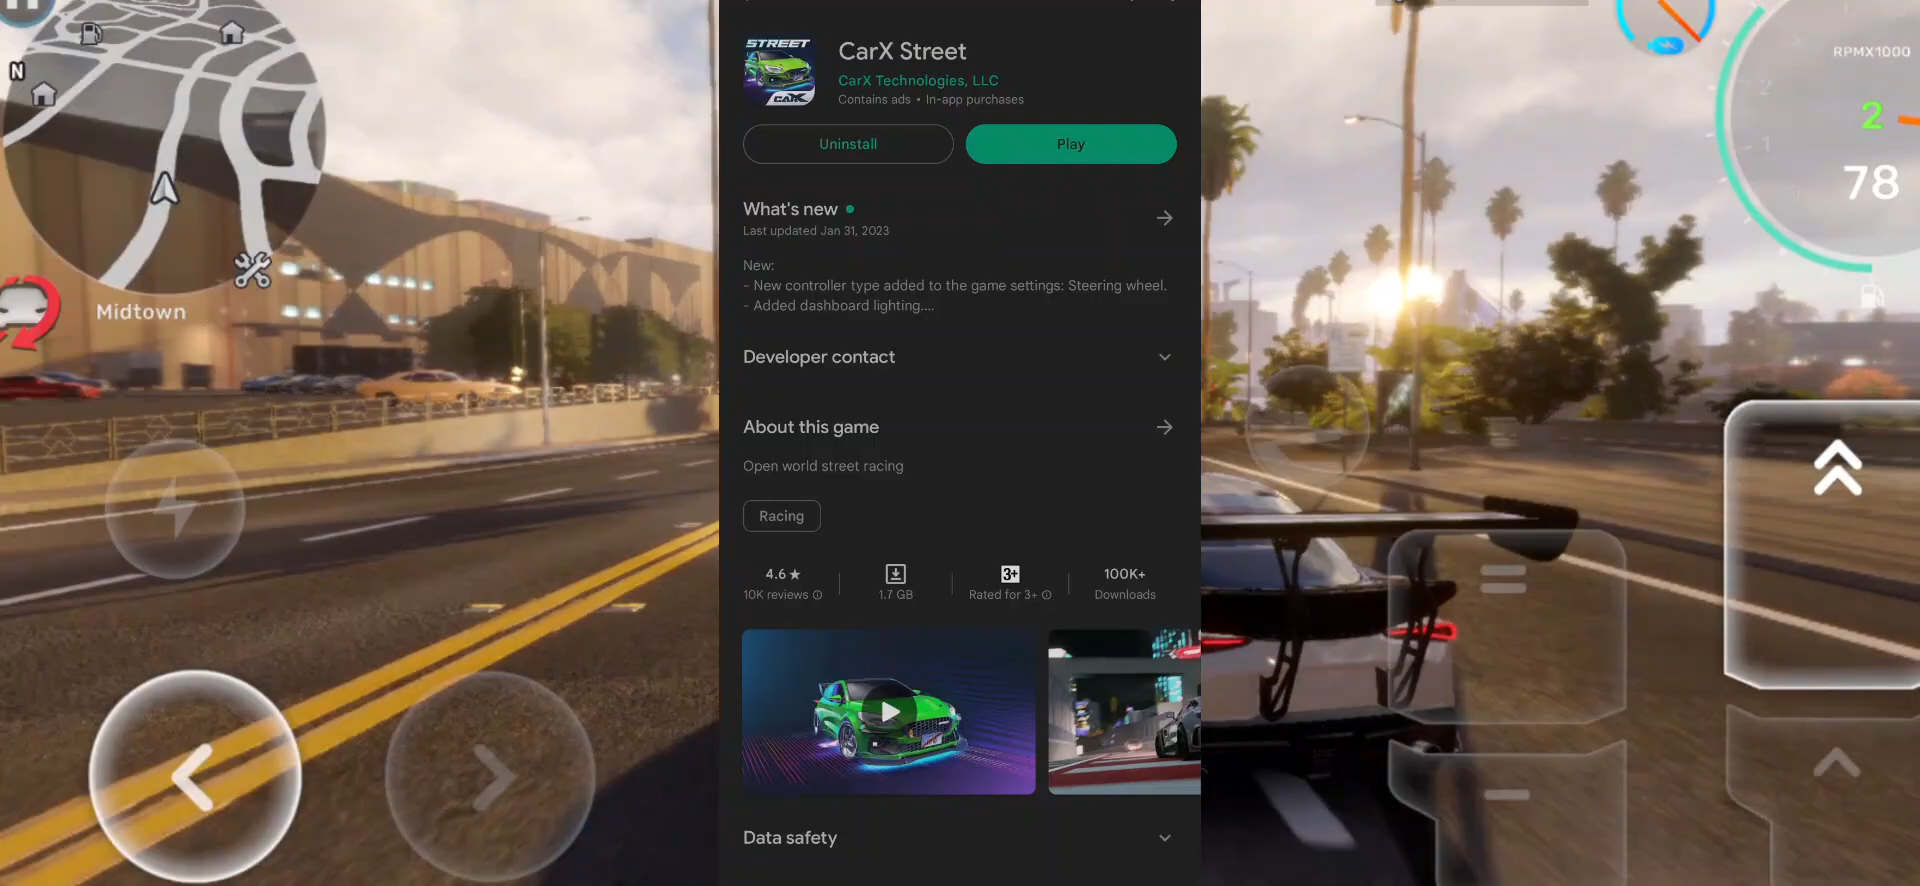 N
Midtown
STREET
CarX
CarX Street
CarX Technologies, LLC
Contains ads • In-app purchases
Uninstall
Play
What's new
Last updated Jan 31, 2023
New:
- New controller type added to the game settings: Steering wheel.
- Added dashboard lighting....
Developer contact
About this game
Open world street racing
Racing
4.6★
10K reviews
1.7 GB
3+
Rated for 3+
100K+
Downloads
Data safety
RPMX1000
2
2
1
78